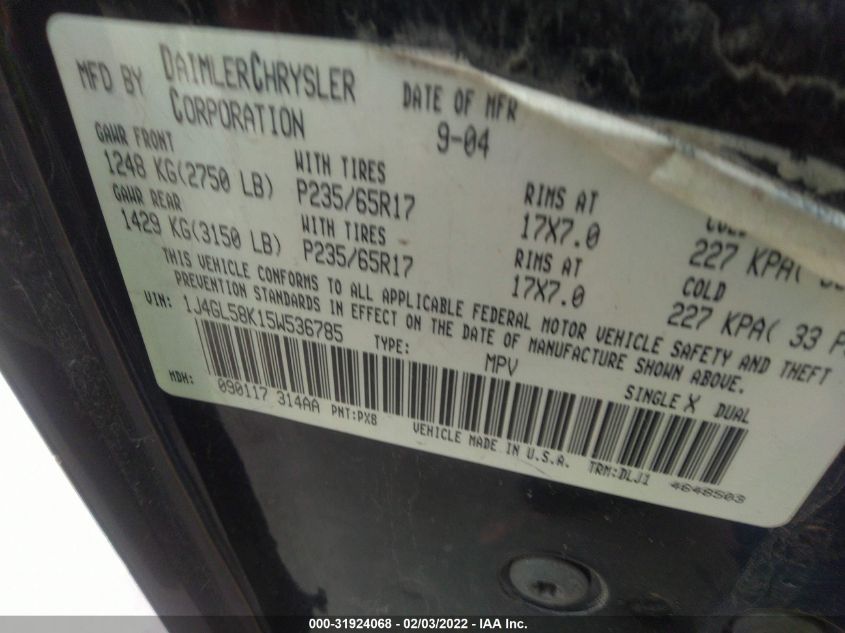 MFD BY DAIMLERCHRYSLER CORPORATION
DATE OF MFR 9-04
GAWR FRONT WITH TIRES RIMS AT COLD
1248 KG(2750 LB) P235/65R17 17X7.0 227 KPA(
GAWR REAR WITH TIRES RIMS AT COLD
1429 KG(3150 LB) P235/65R17 17X7.0 227 KPA( 33
THIS VEHICLE CONFORMS TO ALL APPLICABLE FEDERAL MOTOR VEHICLE SAFETY AND THEFT
PREVENTION STANDARDS IN EFFECT ON THE DATE OF MANUFACTURE SHOWN ABOVE.
VIN: 1J4GL58K15W536785 TYPE: MPV SINGLE X DUAL
MDH: 090117 314AA PNT:PX8 VEHICLE MADE IN U.S.A. TRM:DLJ1 4648503
000-31924068 - 02/03/2022 - IAA Inc.